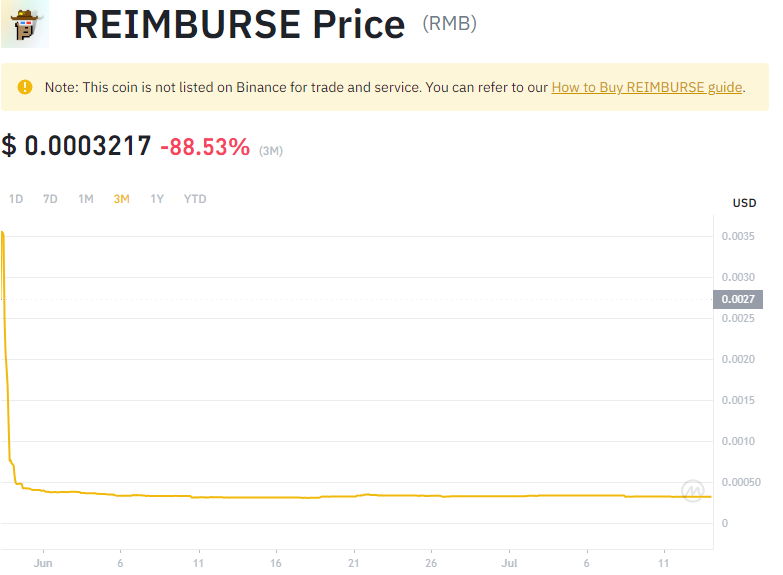 REIMBURSE Price (RMB)
Note: This coin is not listed on Binance for trade and service. You can refer to our How to Buy REIMBURSE guide.
$ 0.0003217 -88.53% (3M)
1D 7D 1M 3M 1Y YTD
USD
0.0035
0.0030
0.0027
0.0025
0.0020
0.0015
0.0010
0.00050
0
Jun 6 11 16 21 26 Jul 6 11